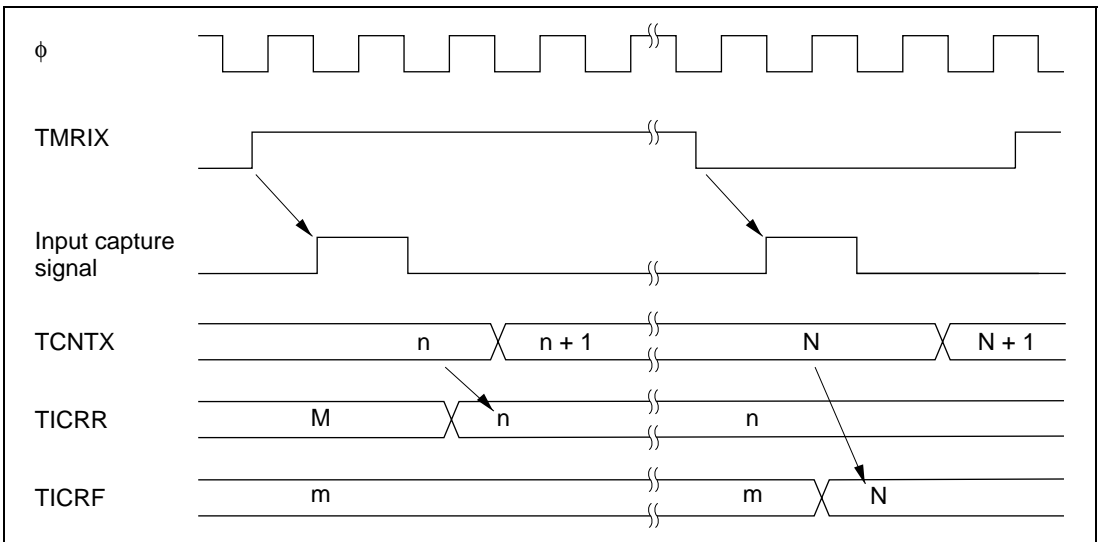 ϕ
TMRIX
Input capture
signal
TCNTX n n + 1 N N + 1
TICRR M n n
TICRF m m N